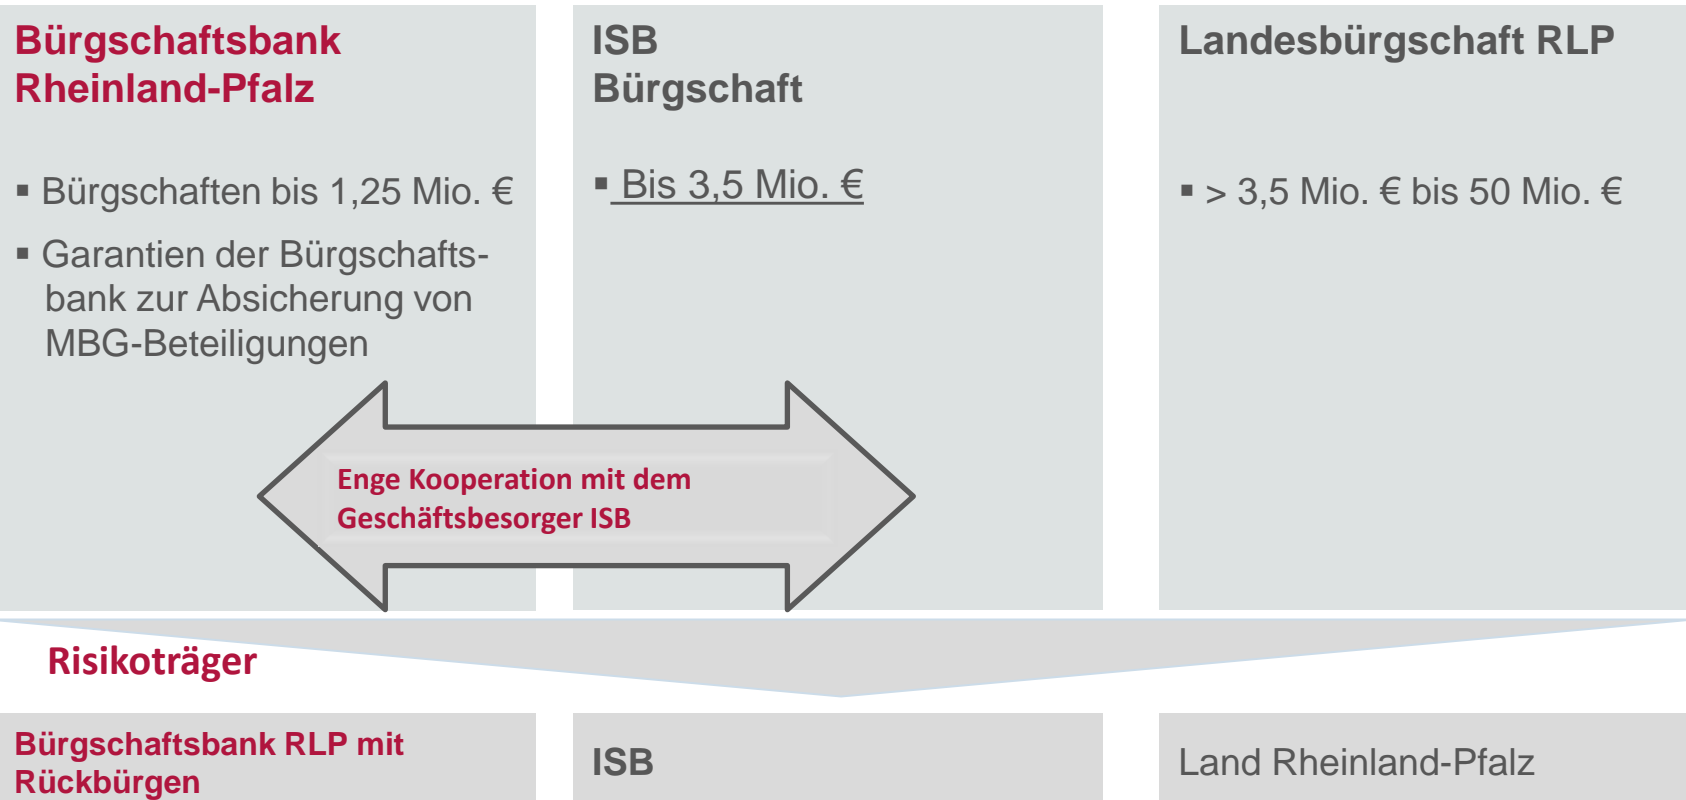 Bürgschaftsbank
Rheinland-Pfalz
▪ Bürgschaften bis 1,25 Mio. €
▪ Garantien der Bürgschafts-
bank zur Absicherung von
MBG-Beteiligungen
ISB
Bürgschaft
▪ Bis 3,5 Mio. €
Landesbürgschaft RLP
▪ > 3,5 Mio. € bis 50 Mio. €
Enge Kooperation mit dem
Geschäftsbesorger ISB
Risikoträger
Bürgschaftsbank RLP mit
Rückbürgen
ISB
Land Rheinland-Pfalz